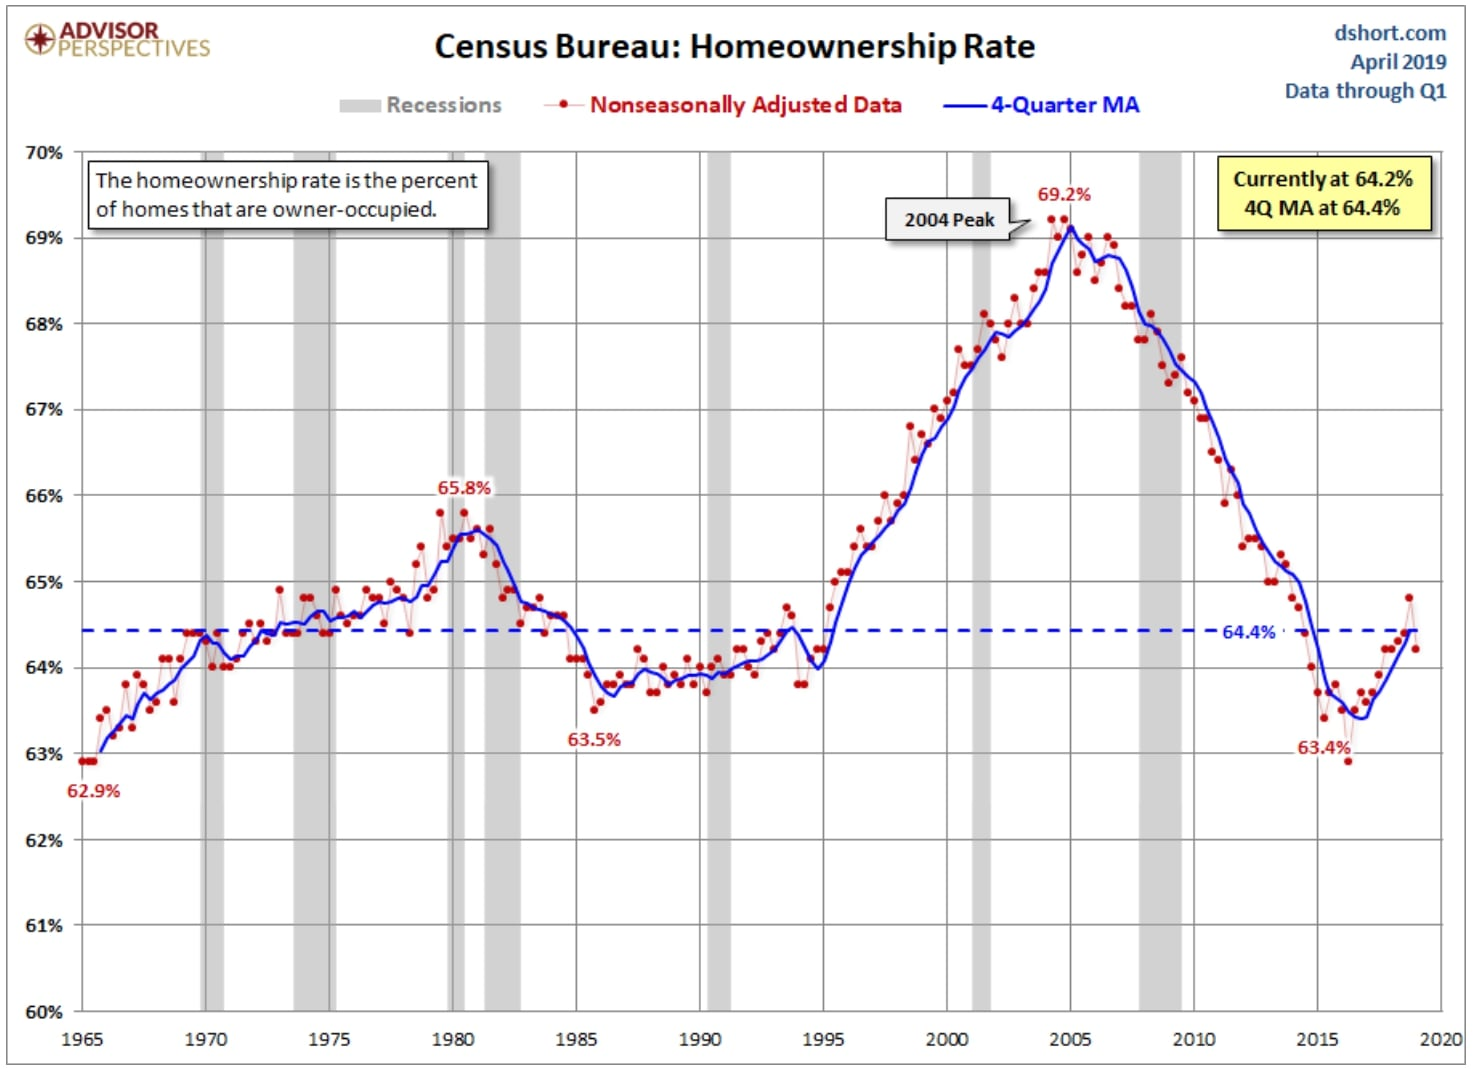 ADVISOR
PERSPECTIVES
Census Bureau: Homeownership Rate
dshort.com
April 2019
Data through Q1
Recessions
Nonseasonally Adjusted Data
4-Quarter MA
The homeownership rate is the percent
of homes that are owner-occupied.
2004 Peak
69.2%
Currently at 64.2%
4Q MA at 64.4%
65.8%
64.4%
63.5%
63.4%
62.9%
70%
69%
68%
67%
66%
65%
64%
63%
62%
61%
60%
1965
1970
1975
1980
1985
1990
1995
2000
2005
2010
2015
2020